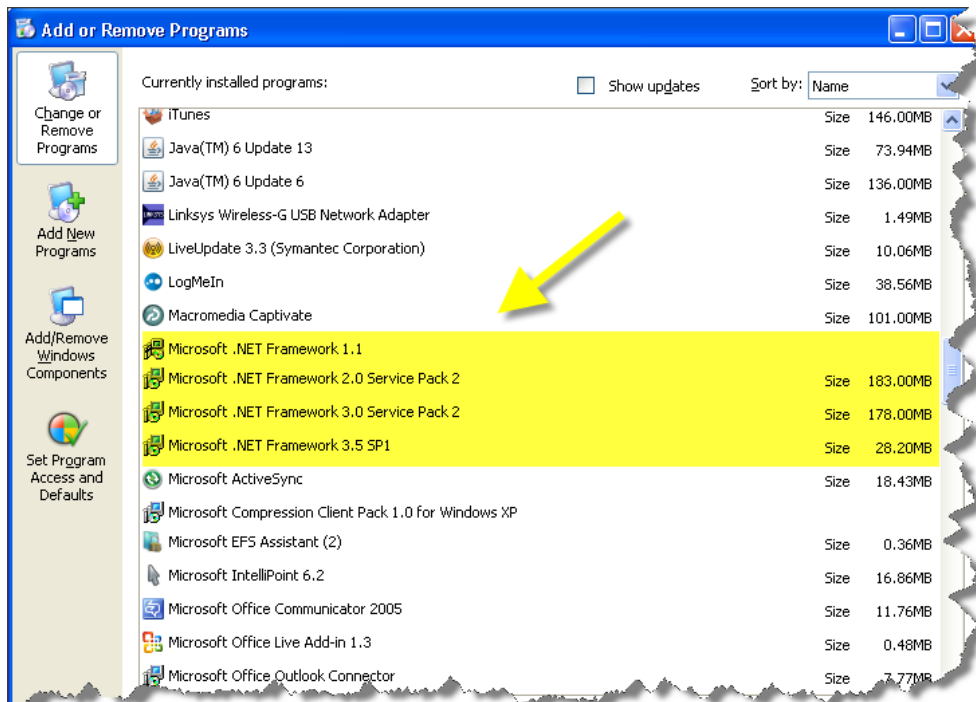 Add or Remove Programs
Change or
Remove
Programs
Add New
Programs
Add/Remove
Windows
Components
Set Program
Access and
Defaults
Currently installed programs:
Show updates
Sort by: Name
iTunes Size 146.00MB
Java(TM) 6 Update 13 Size 73.94MB
Java(TM) 6 Update 6 Size 136.00MB
Linksys Wireless-G USB Network Adapter Size 1.49MB
LiveUpdate 3.3 (Symantec Corporation) Size 10.06MB
LogMeIn Size 38.56MB
Macromedia Captivate Size 101.00MB
Microsoft .NET Framework 1.1
Microsoft .NET Framework 2.0 Service Pack 2 Size 183.00MB
Microsoft .NET Framework 3.0 Service Pack 2 Size 178.00MB
Microsoft .NET Framework 3.5 SP1 Size 28.20MB
Microsoft ActiveSync Size 18.43MB
Microsoft Compression Client Pack 1.0 for Windows XP
Microsoft EFS Assistant (2) Size 0.36MB
Microsoft IntelliPoint 6.2 Size 16.86MB
Microsoft Office Communicator 2005 Size 11.76MB
Microsoft Office Live Add-in 1.3 Size 0.48MB
Microsoft Office Outlook Connector Size 7.77MB